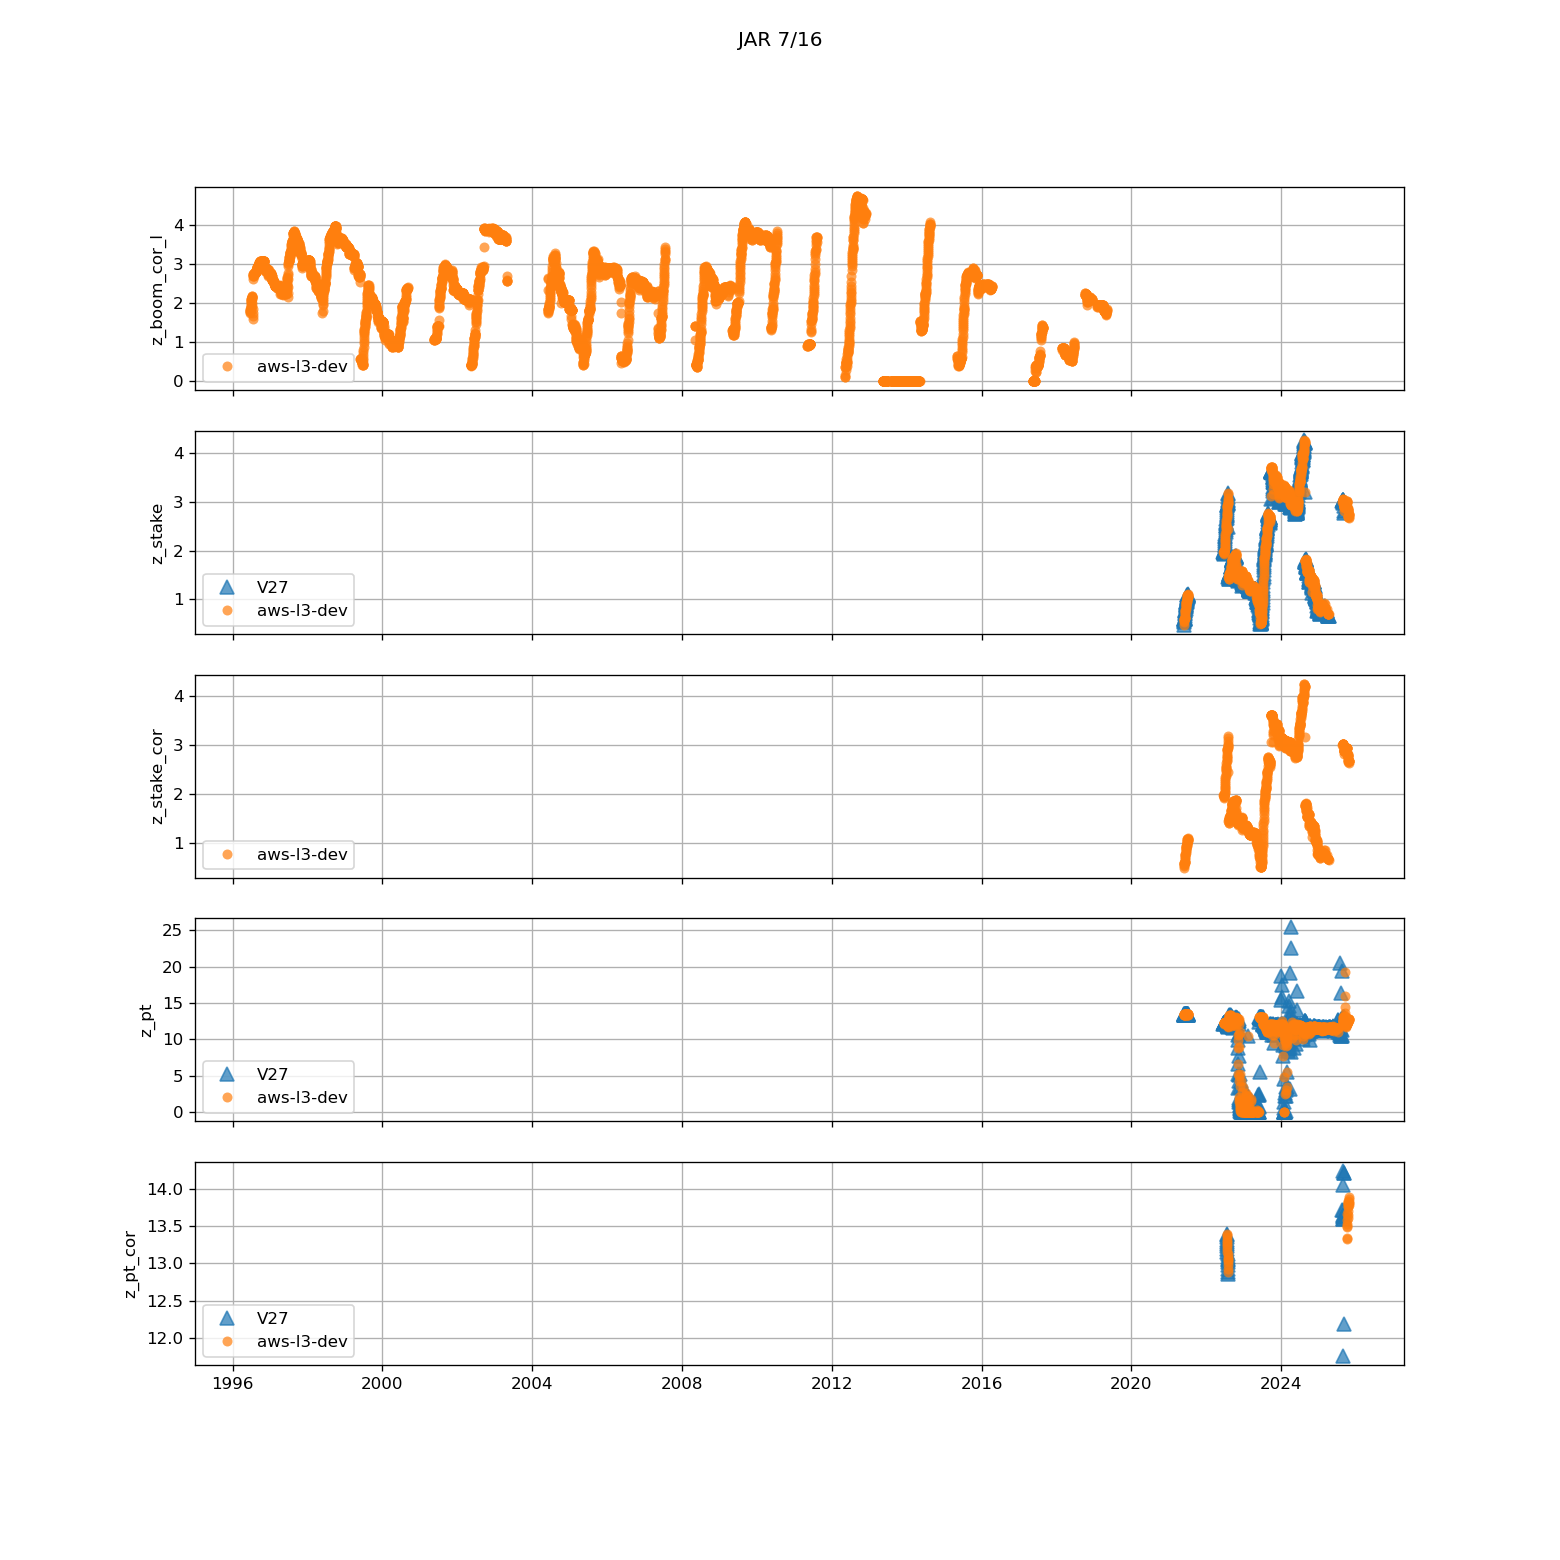 JAR 7/16
z_boom_cor_l
4
3
2
1
0
aws-l3-dev
z_stake
4
3
2
1
V27
aws-l3-dev
z_stake_cor
4
3
2
1
aws-l3-dev
z_pt
25
20
15
10
5
0
V27
aws-l3-dev
z_pt_cor
14.0
13.5
13.0
12.5
12.0
V27
aws-l3-dev
1996 2000 2004 2008 2012 2016 2020 2024